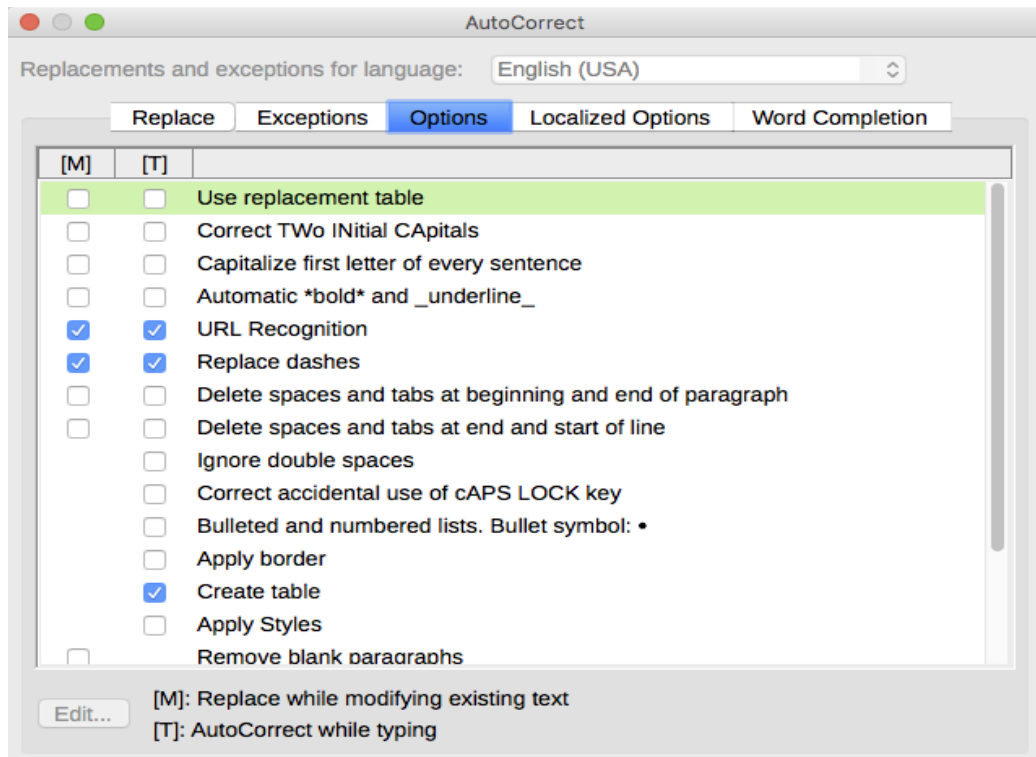 AutoCorrect
Replacements and exceptions for language: English (USA)
Replace Exceptions Options Localized Options Word Completion
[M] [T]
Use replacement table
Correct TWo INitial CApitals
Capitalize first letter of every sentence
Automatic *bold* and _underline_
URL Recognition
Replace dashes
Delete spaces and tabs at beginning and end of paragraph
Delete spaces and tabs at end and start of line
Ignore double spaces
Correct accidental use of cAPS LOCK key
Bulleted and numbered lists. Bullet symbol: •
Apply border
Create table
Apply Styles
Remove blank paragraphs
Edit... [M]: Replace while modifying existing text
[T]: AutoCorrect while typing